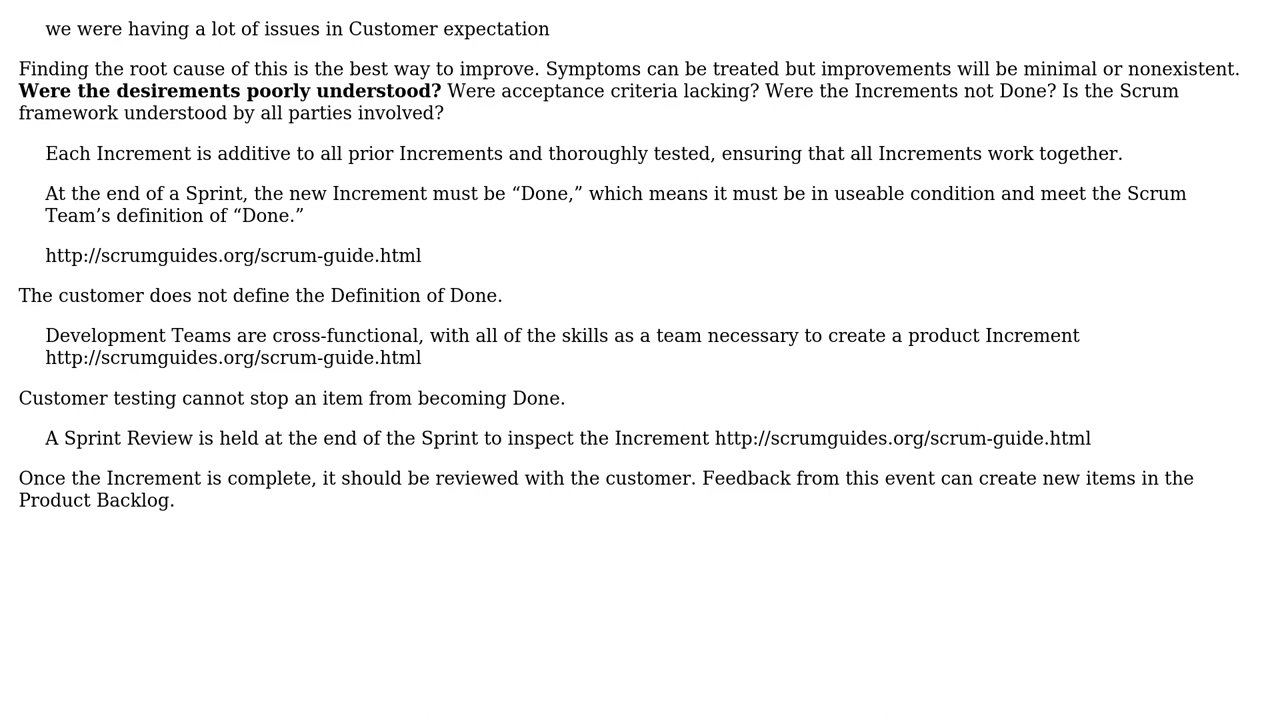 we were having a lot of issues in Customer expectation
Finding the root cause of this is the best way to improve. Symptoms can be treated but improvements will be minimal or nonexistent.
Were the desirements poorly understood? Were acceptance criteria lacking? Were the Increments not Done? Is the Scrum
framework understood by all parties involved?
Each Increment is additive to all prior Increments and thoroughly tested, ensuring that all Increments work together.
At the end of a Sprint, the new Increment must be “Done,” which means it must be in useable condition and meet the Scrum
Team’s definition of “Done.”
http://scrumguides.org/scrum-guide.html
The customer does not define the Definition of Done.
Development Teams are cross-functional, with all of the skills as a team necessary to create a product Increment
http://scrumguides.org/scrum-guide.html
Customer testing cannot stop an item from becoming Done.
A Sprint Review is held at the end of the Sprint to inspect the Increment http://scrumguides.org/scrum-guide.html
Once the Increment is complete, it should be reviewed with the customer. Feedback from this event can create new items in the
Product Backlog.